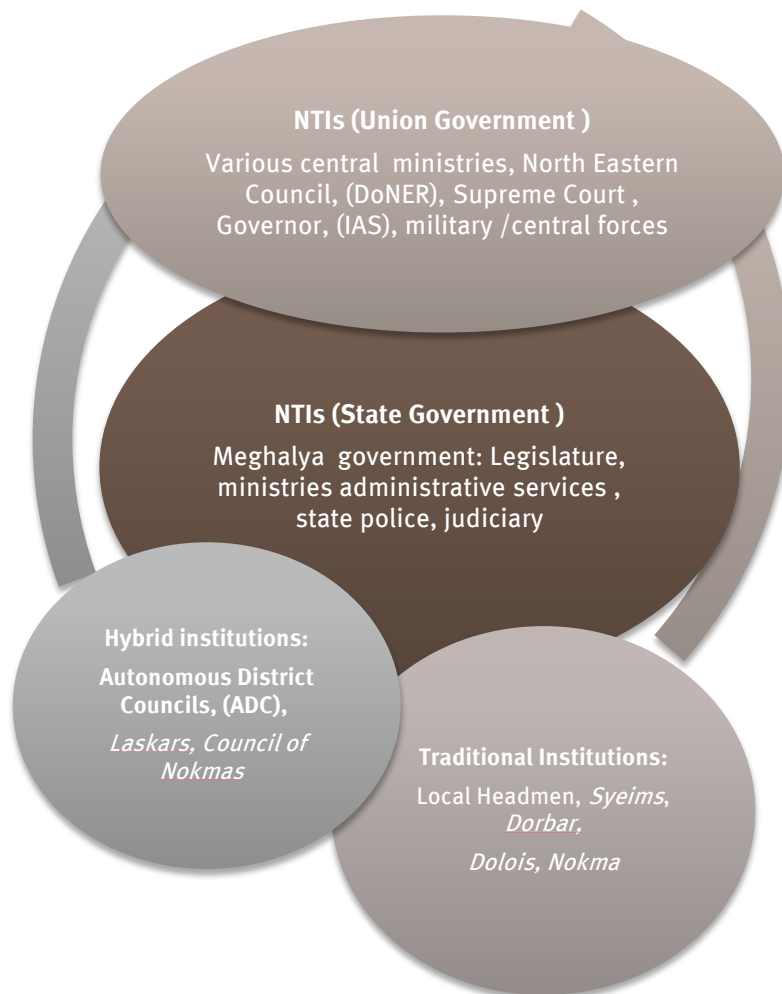 NTIs (Union Government )
Various central ministries, North Eastern
Council, (DoNER), Supreme Court ,
Governor, (IAS), military /central forces
NTIs (State Government )
Meghalya government: Legislature,
ministries administrative services ,
state police, judiciary
Hybrid institutions:
Autonomous District
Councils, (ADC),
Laskars, Council of
Nokmas
Traditional Institutions:
Local Headmen, Syeims,
Dorbar,
Dolois, Nokma